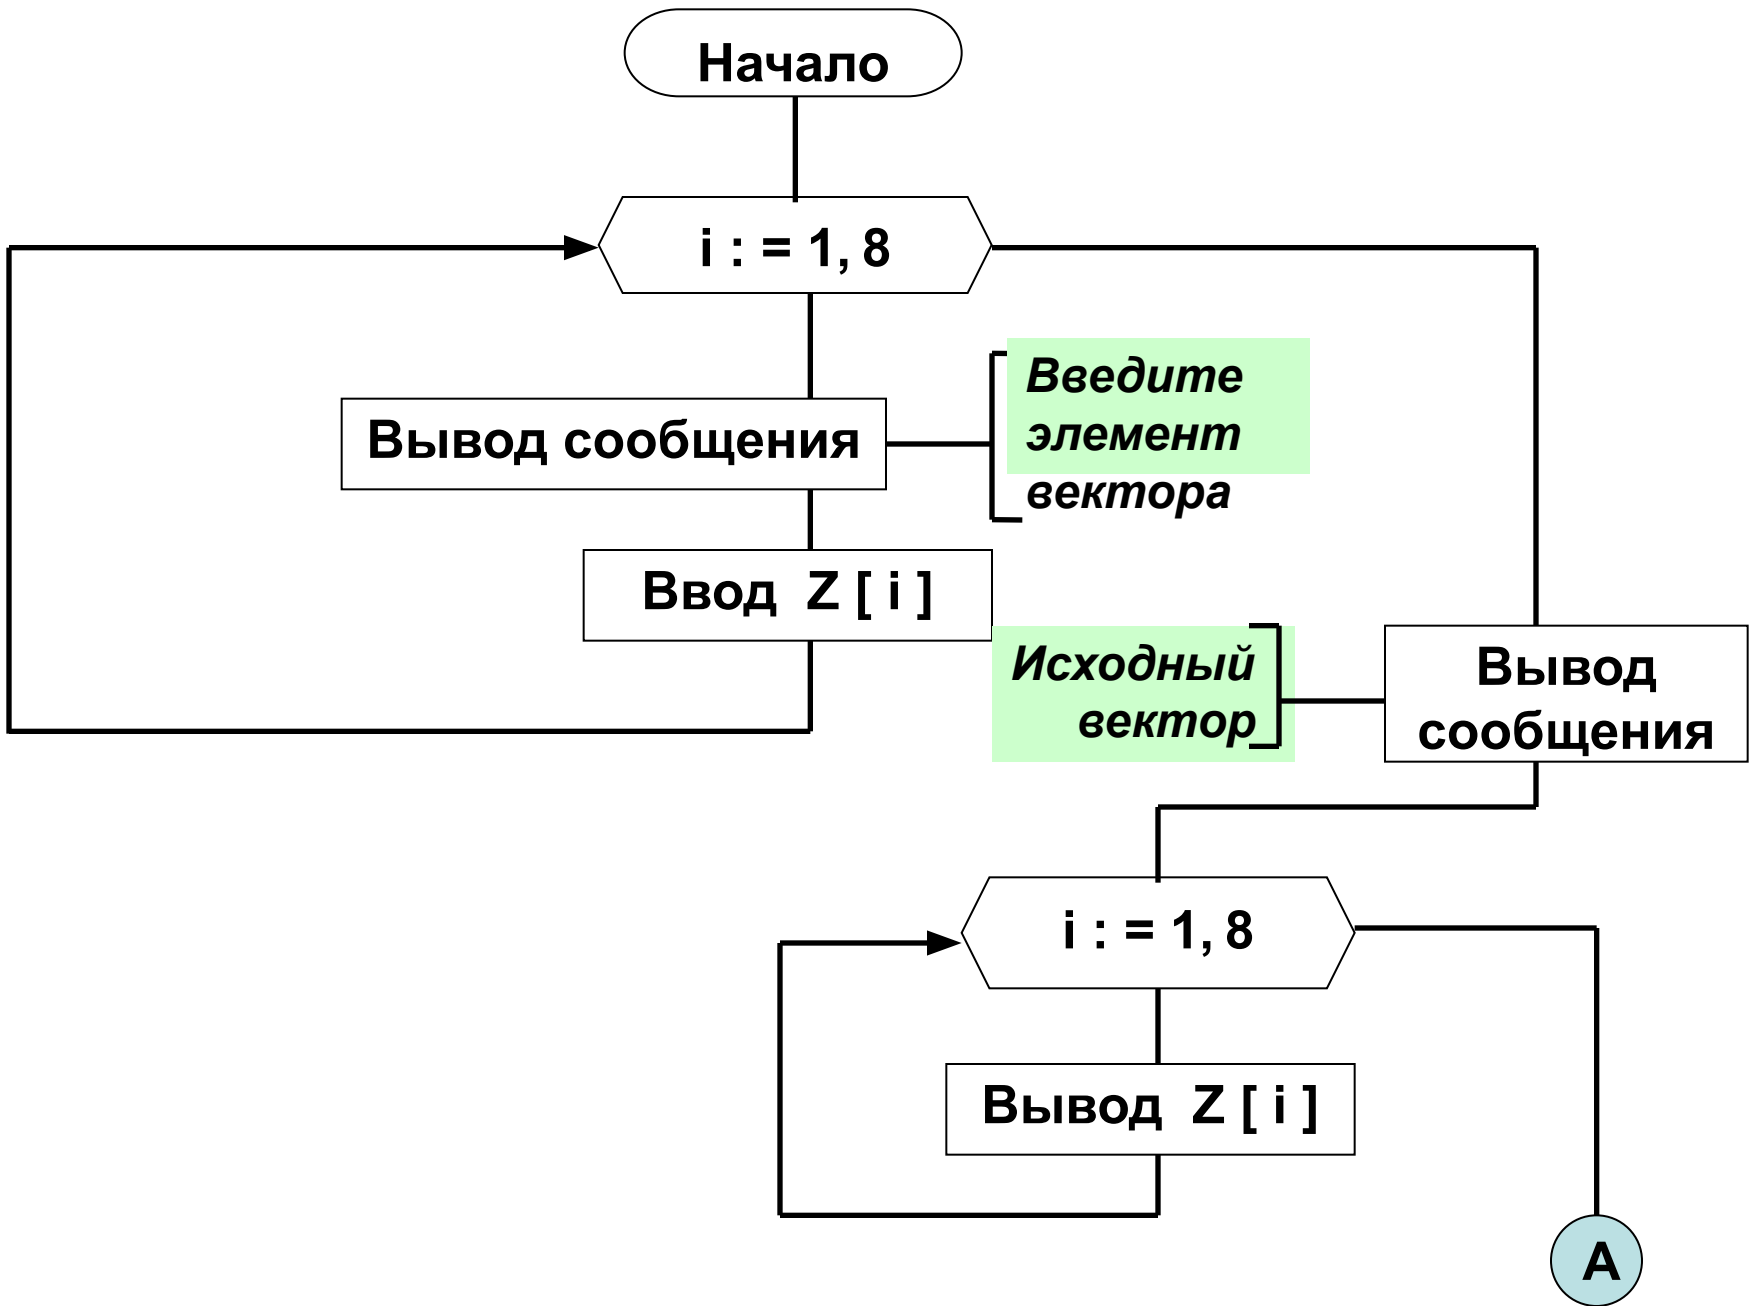 Начало
i : = 1, 8
Введите
элемент
вектора
Вывод сообщения
Ввод Z [ i ]
Исходный
вектор
Вывод
сообщения
i : = 1, 8
Вывод Z [ i ]
А